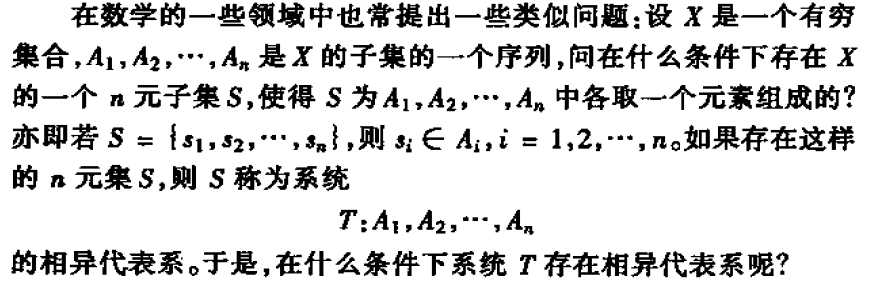 在数学的一些领域中也常提出一些类似问题:设 X 是一个有穷
集合,A₁,A₂,⋯,Aₙ 是 X 的子集的一个序列,问在什么条件下存在 X
的一个 n 元子集 S,使得 S 为 A₁,A₂,⋯,Aₙ 中各取一个元素组成的?
亦即若 S = {s₁,s₂,⋯,sₙ},则 sᵢ ∈ Aᵢ,i = 1,2,⋯,n。如果存在这样
的 n 元集 S,则 S 称为系统
T:A₁,A₂,⋯,Aₙ
的相异代表系。于是,在什么条件下系统 T 存在相异代表系呢?